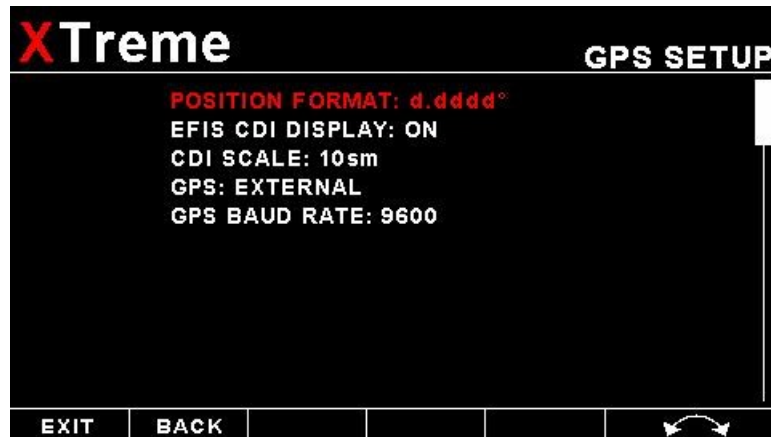 XTreme
GPS SETUP
POSITION FORMAT: d.dddd°
EFIS CDI DISPLAY: ON
CDI SCALE: 10sm
GPS: EXTERNAL
GPS BAUD RATE: 9600
EXIT BACK